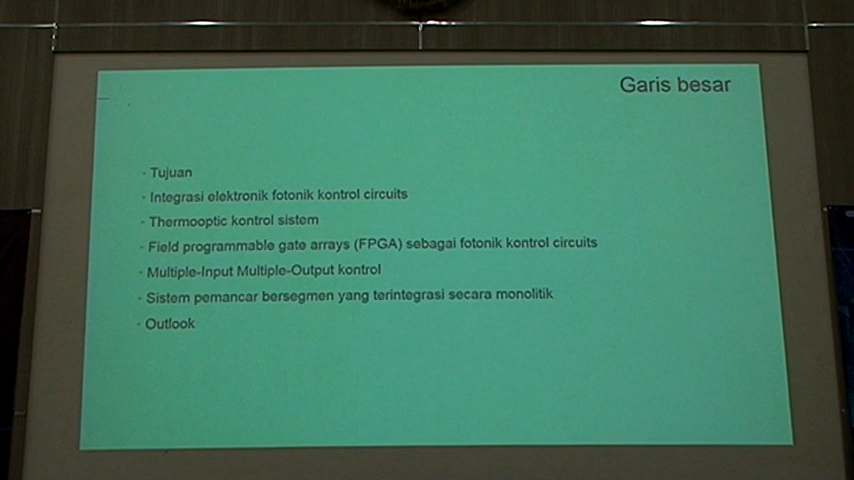 Garis besar
- Tujuan
- Integrasi elektronik fotonik kontrol circuits
- Thermooptic kontrol sistem
- Field programmable gate arrays (FPGA) sebagai fotonik kontrol circuits
- Multiple-Input Multiple-Output kontrol
- Sistem pemancar bersegmen yang terintegrasi secara monolitik
- Outlook